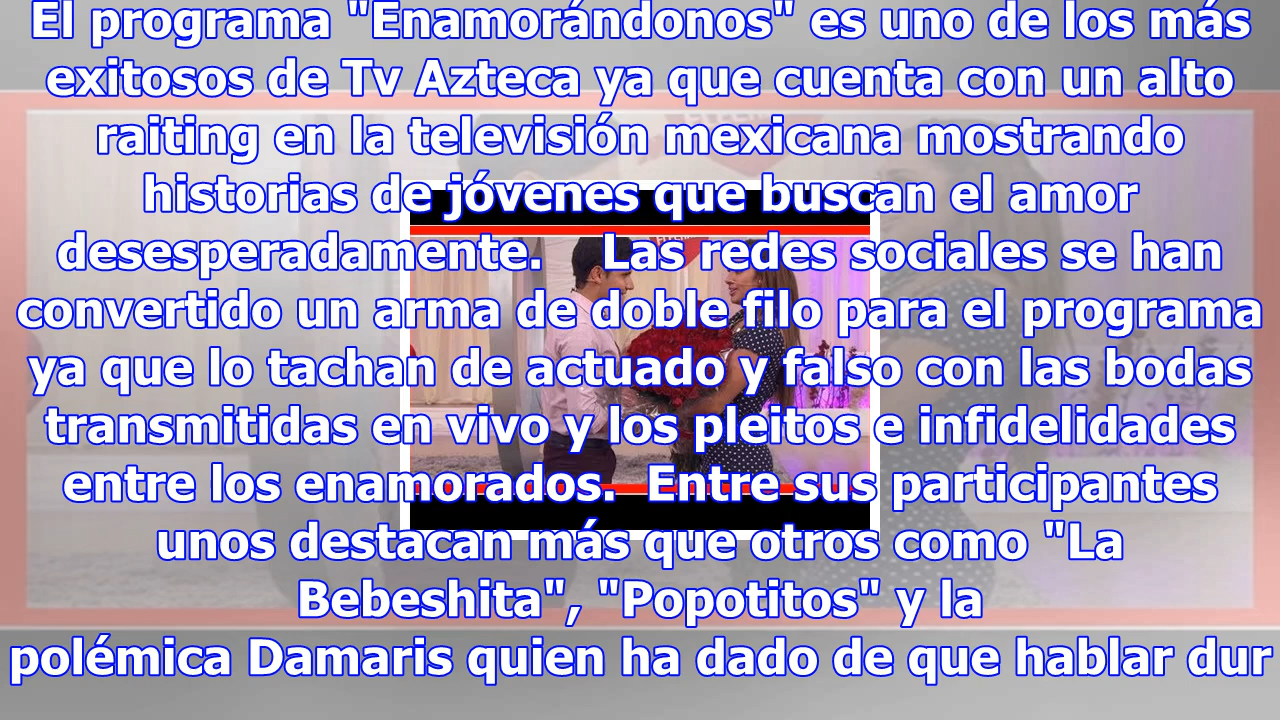 El programa "Enamorándonos" es uno de los más
exitosos de Tv Azteca ya que cuenta con un alto
raiting en la televisión mexicana mostrando
historias de jóvenes que buscan el amor
desesperadamente.    Las redes sociales se han
convertido un arma de doble filo para el programa
ya que lo tachan de actuado y falso con las bodas
transmitidas en vivo y los pleitos e infidelidades
entre los enamorados.  Entre sus participantes
unos destacan más que otros como "La
Bebeshita", "Popotitos" y la
polémica Damaris quien ha dado de que hablar dur